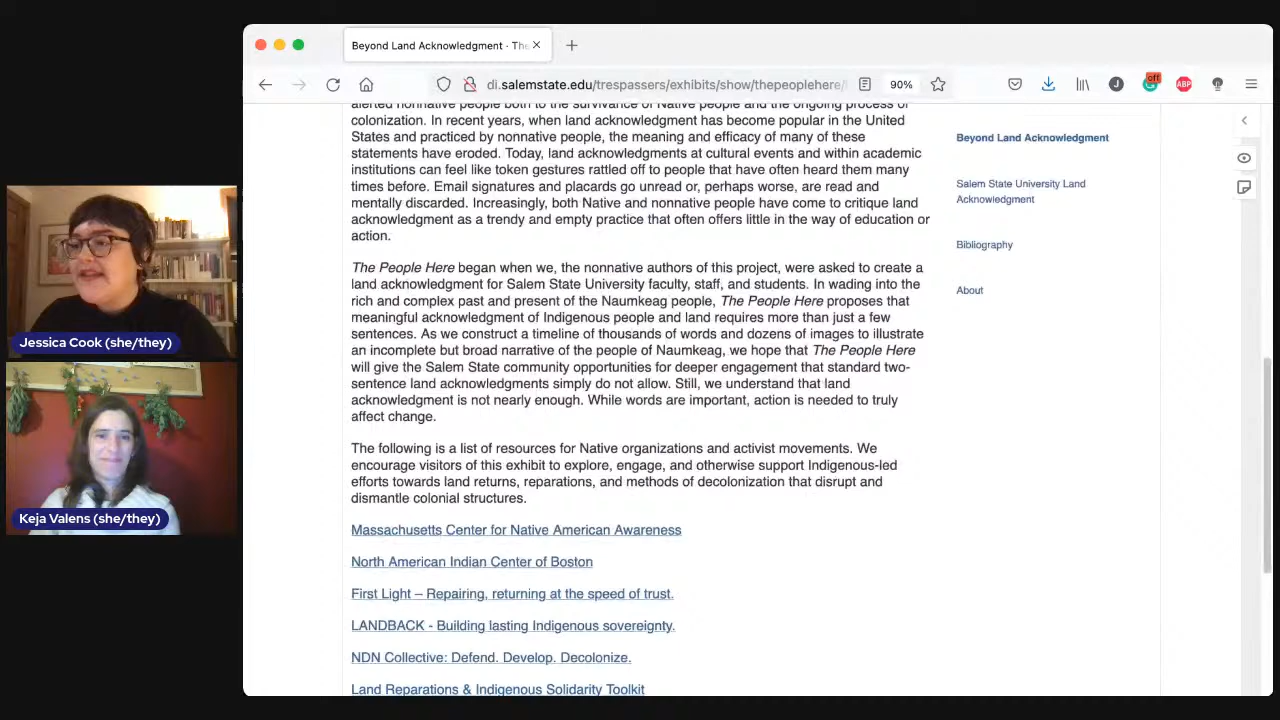 Beyond Land Acknowledgment · The
di.salemstate.edu/trespassers/exhibits/show/thepeoplehere/
90%
J
off
ABP
alerted nonnative people both to the survivance of Native people and the ongoing process of
colonization. In recent years, when land acknowledgment has become popular in the United
States and practiced by nonnative people, the meaning and efficacy of many of these
statements have eroded. Today, land acknowledgments at cultural events and within academic
institutions can feel like token gestures rattled off to people that have often heard them many
times before. Email signatures and placards go unread or, perhaps worse, are read and
mentally discarded. Increasingly, both Native and nonnative people have come to critique land
acknowledgment as a trendy and empty practice that often offers little in the way of education or
action.
The People Here began when we, the nonnative authors of this project, were asked to create a
land acknowledgment for Salem State University faculty, staff, and students. In wading into the
rich and complex past and present of the Naumkeag people, The People Here proposes that
meaningful acknowledgment of Indigenous people and land requires more than just a few
sentences. As we construct a timeline of thousands of words and dozens of images to illustrate
an incomplete but broad narrative of the people of Naumkeag, we hope that The People Here
will give the Salem State community opportunities for deeper engagement that standard two-
sentence land acknowledgments simply do not allow. Still, we understand that land
acknowledgment is not nearly enough. While words are important, action is needed to truly
affect change.
The following is a list of resources for Native organizations and activist movements. We
encourage visitors of this exhibit to explore, engage, and otherwise support Indigenous-led
efforts towards land returns, reparations, and methods of decolonization that disrupt and
dismantle colonial structures.
Massachusetts Center for Native American Awareness
North American Indian Center of Boston
First Light – Repairing, returning at the speed of trust.
LANDBACK - Building lasting Indigenous sovereignty.
NDN Collective: Defend. Develop. Decolonize.
Land Reparations & Indigenous Solidarity Toolkit
Beyond Land Acknowledgment
Salem State University Land
Acknowledgment
Bibliography
About
Jessica Cook (she/they)
Keja Valens (she/they)